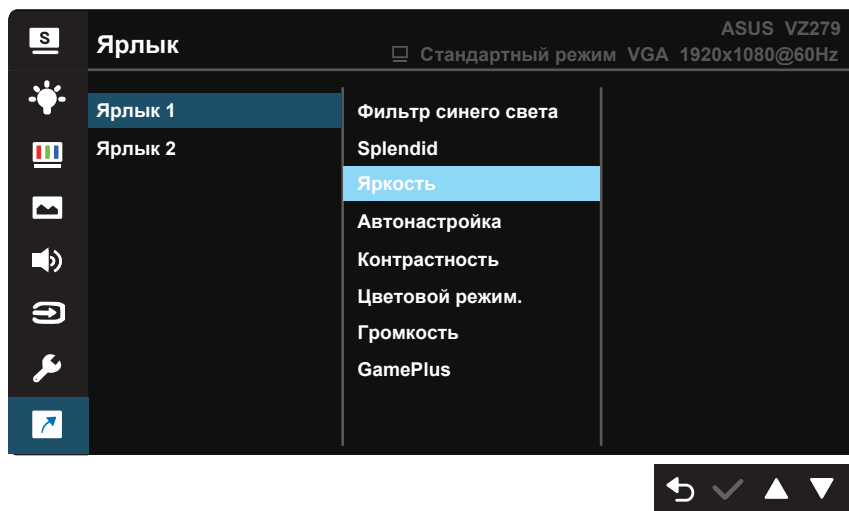 S
Ярлык
ASUS VZ279
Стандартный режим VGA 1920x1080@60Hz
Ярлык 1
Ярлык 2
Фильтр синего света
Splendid
Яркость
Автонастройка
Контрастность
Цветовой режим.
Громкость
GamePlus